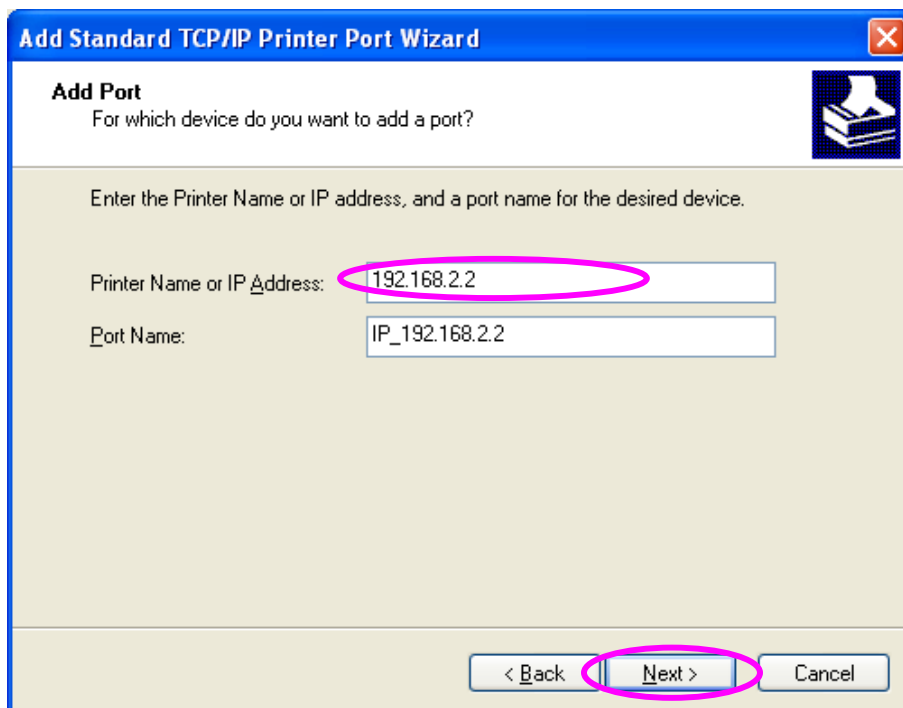 Add Standard TCP/IP Printer Port Wizard
Add Port
For which device do you want to add a port?
Enter the Printer Name or IP address, and a port name for the desired device.
Printer Name or IP Address: 192.168.2.2
Port Name: IP_192.168.2.2
< Back Next > Cancel